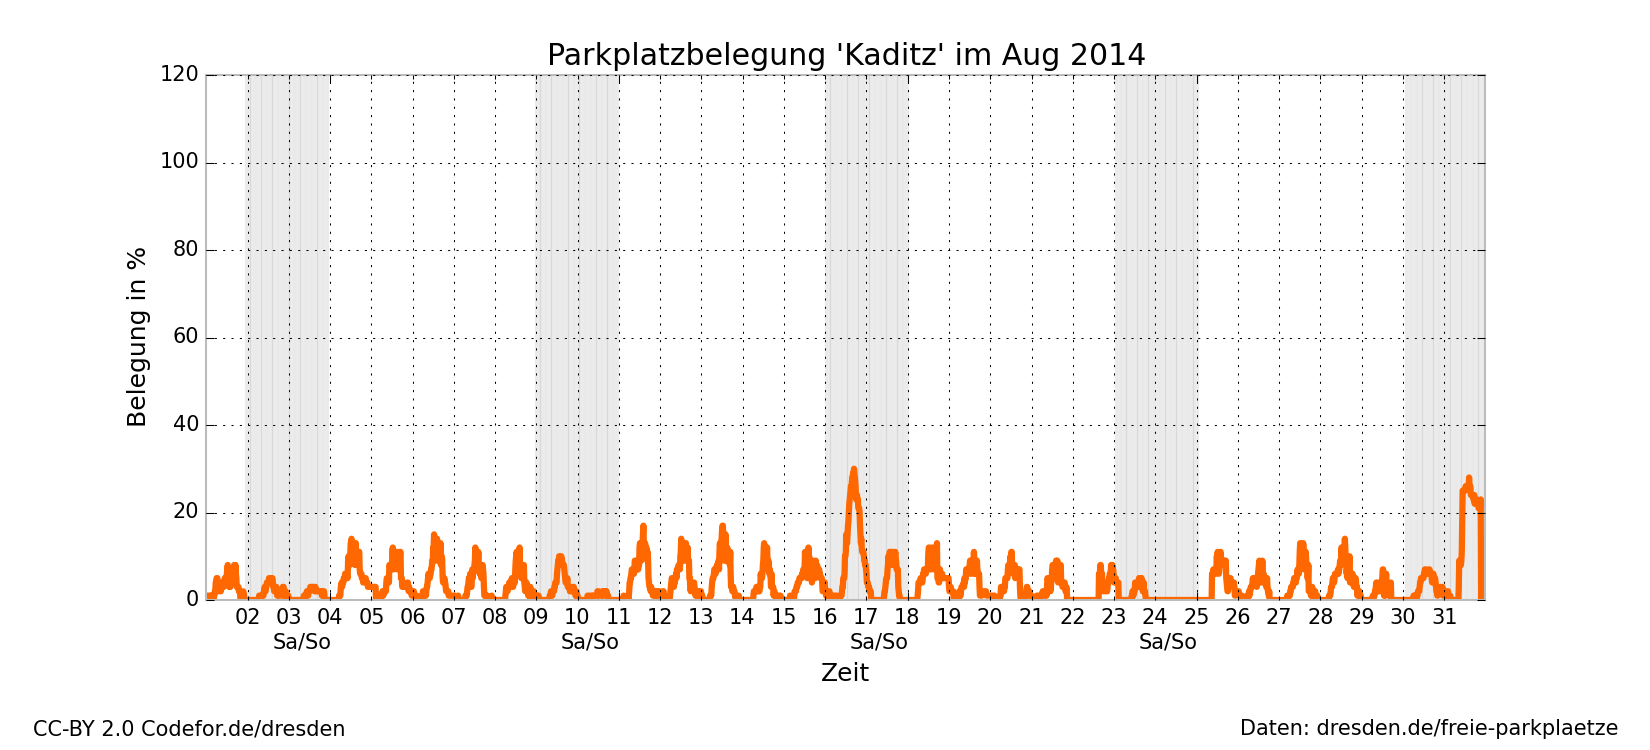 Parkplatzbelegung 'Kaditz' im Aug 2014
120
100
80
60
40
20
0
Belegung in %
02 03 04 05 06 07 08 09 10 11 12 13 14 15 16 17 18 19 20 21 22 23 24 25 26 27 28 29 30 31
Sa/So Sa/So Sa/So Sa/So
Zeit
CC-BY 2.0 Codefor.de/dresden
Daten: dresden.de/freie-parkplaetze